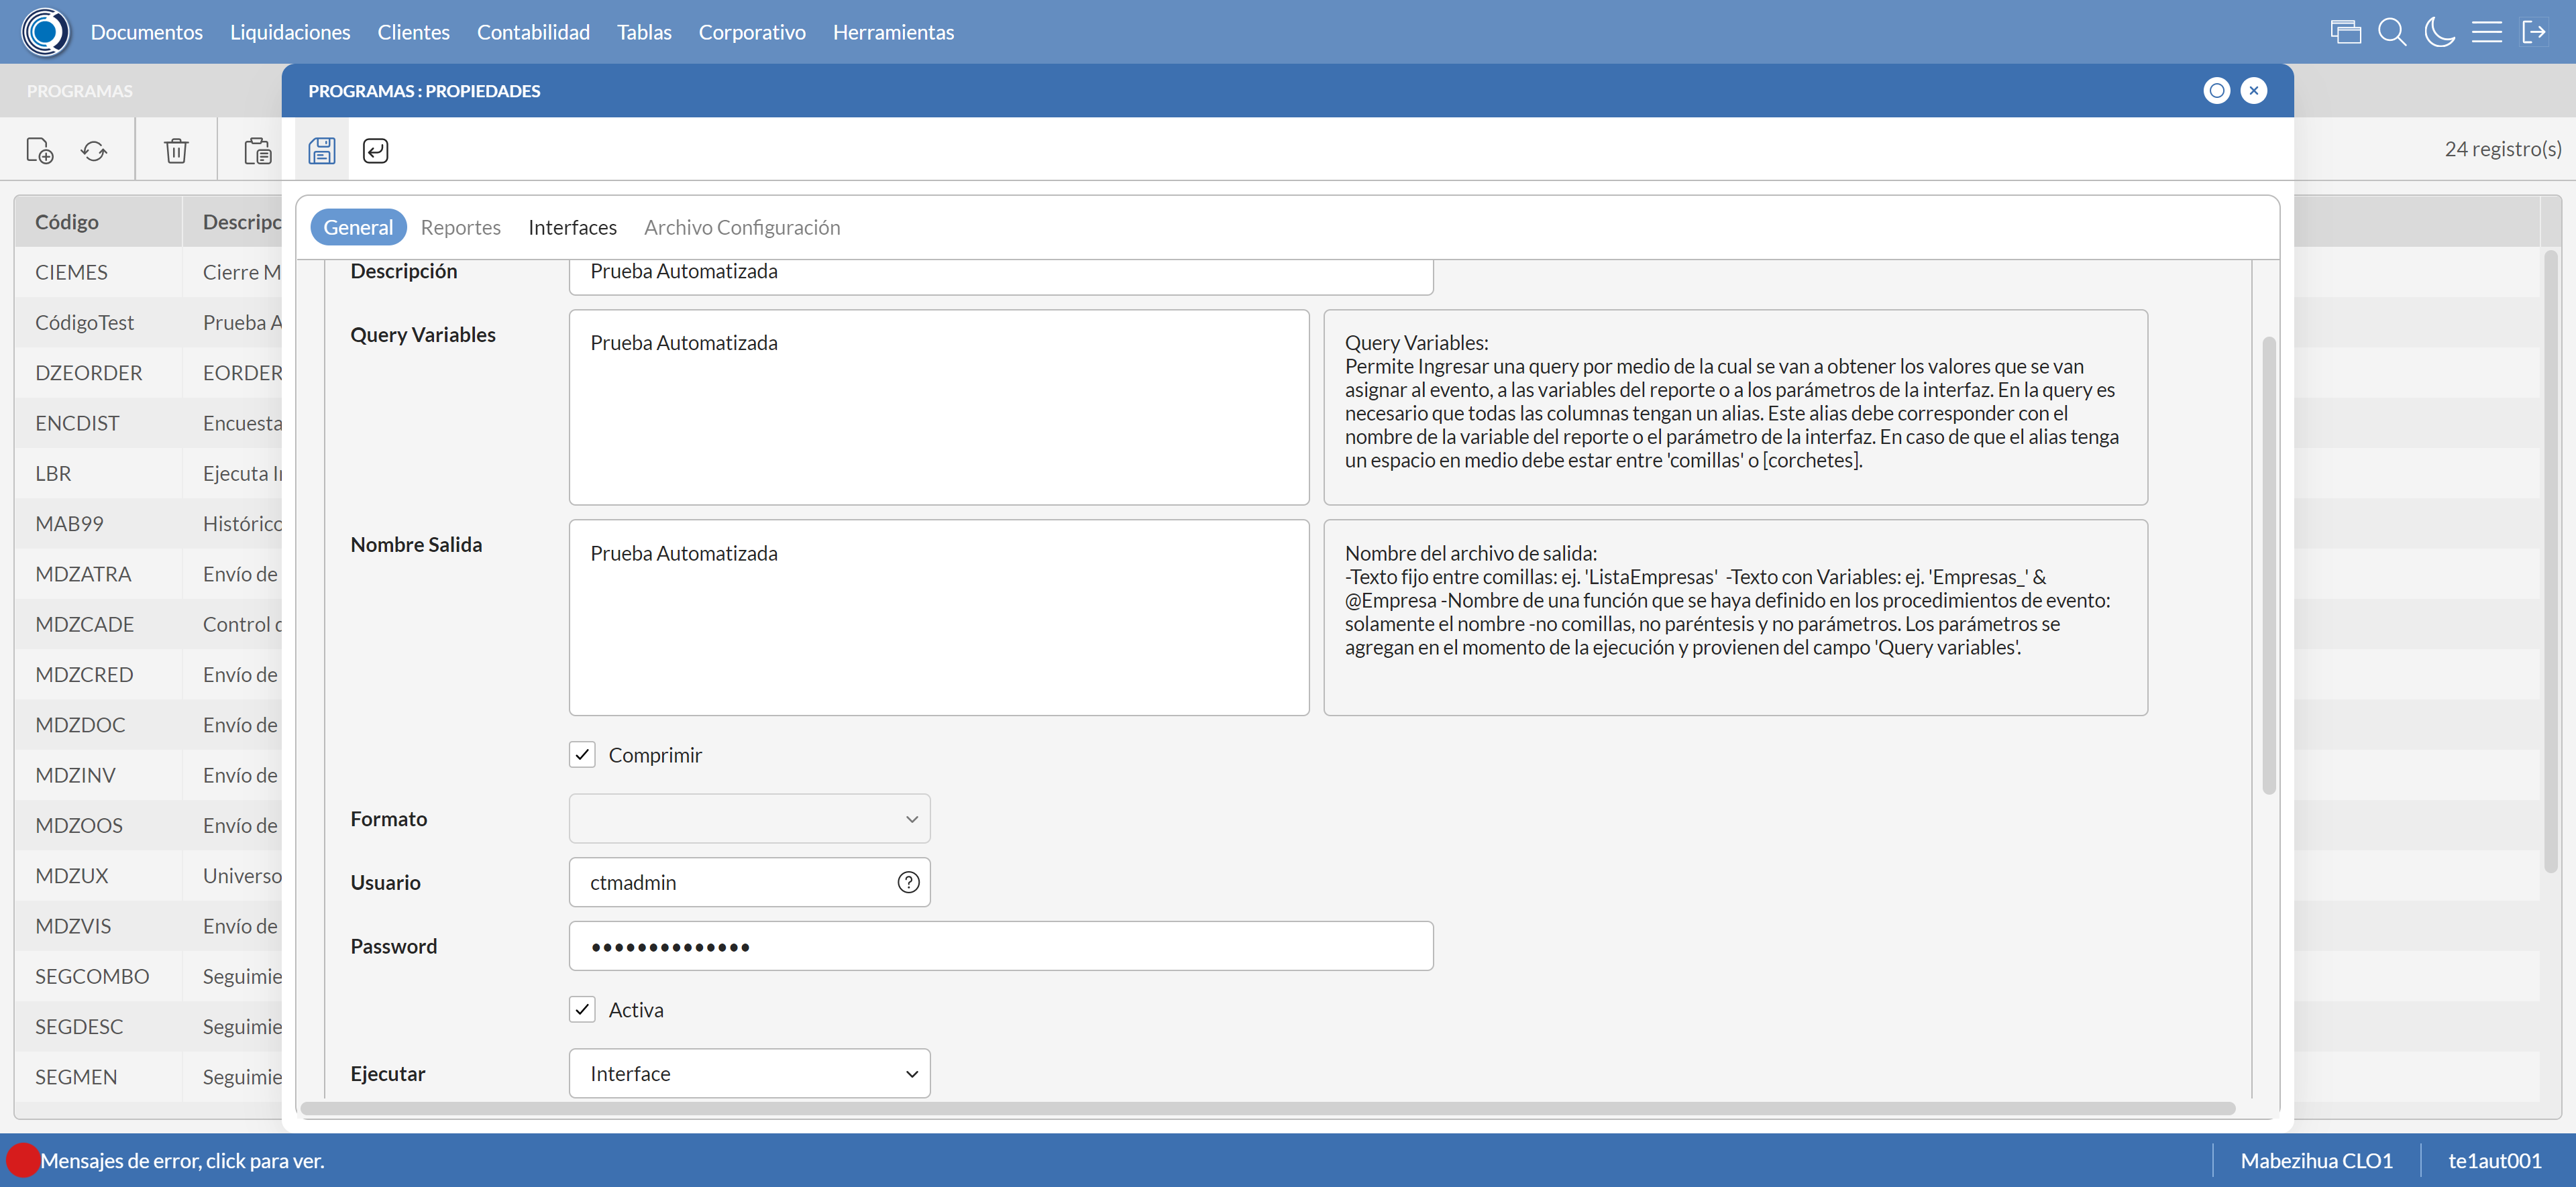 Documentos Liquidaciones Clientes Contabilidad Tablas Corporativo Herramientas
PROGRAMAS
PROGRAMAS : PROPIEDADES
24 registro(s)
General Reportes Interfaces Archivo Configuración
Código Descripc
CIEMES Cierre M
CódigoTest Prueba A
DZEORDER EORDER
ENCDIST Encuesta
LBR Ejecuta I
MAB99 Histórico
MDZATRA Envío de
MDZCADE Control d
MDZCRED Envío de
MDZDOC Envío de
MDZINV Envío de
MDZOOS Envío de
MDZUX Universo
MDZVIS Envío de
SEGCOMBO Seguimie
SEGDESC Seguimie
SEGMEN Seguimie
Descripción Prueba Automatizada
Query Variables Prueba Automatizada
Query Variables:
Permite Ingresar una query por medio de la cual se van a obtener los valores que se van
asignar al evento, a las variables del reporte o a los parámetros de la interfaz. En la query es
necesario que todas las columnas tengan un alias. Este alias debe corresponder con el
nombre de la variable del reporte o el parámetro de la interfaz. En caso de que el alias tenga
un espacio en medio debe estar entre 'comillas' o [corchetes].
Nombre Salida Prueba Automatizada
Nombre del archivo de salida:
-Texto fijo entre comillas: ej. 'ListaEmpresas' -Texto con Variables: ej. 'Empresas_' &
@Empresa -Nombre de una función que se haya definido en los procedimientos de evento:
solamente el nombre -no comillas, no paréntesis y no parámetros. Los parámetros se
agregan en el momento de la ejecución y provienen del campo 'Query variables'.
Comprimir
Formato
Usuario ctmadmin
Password ••••••••••••••
Activa
Ejecutar Interface
Mensajes de error, click para ver.
Mabezihua CLO1 te1aut001